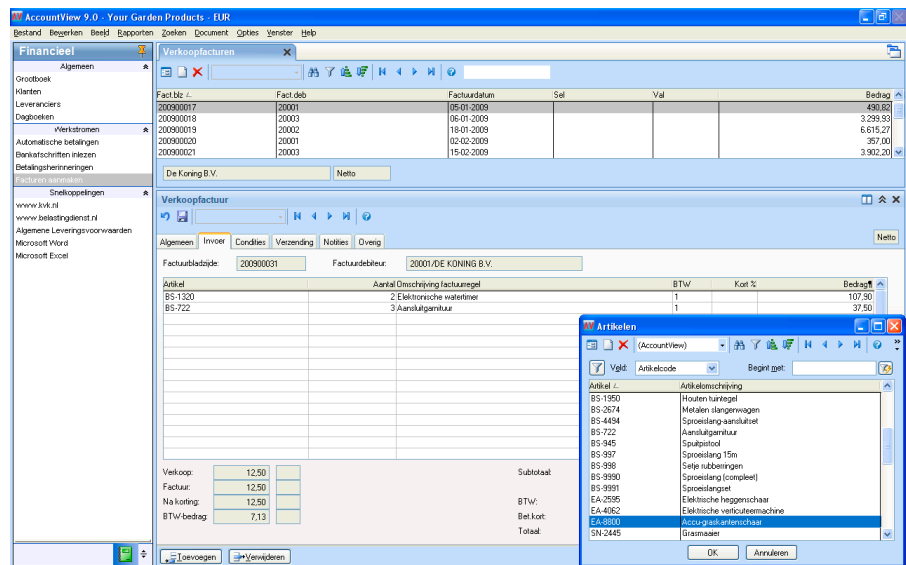 AccountView 9.0 - Your Garden Products - EUR
Bestand Bewerken Beeld Rapporten Zoeken Document Opties Venster Help
Financieel
Algemeen
Grootboek
Klanten
Leveranciers
Dagboeken
Werkstromen
Automatische betalingen
Bankafschriften inlezen
Betalingsherinneringen
Facturen aanmaken
Snelkoppelingen
www.kvk.nl
www.belastingdienst.nl
Algemene Leveringsvoorwaarden
Microsoft Word
Microsoft Excel
Verkoopfacturen
Fact.blz Fact.deb Factuurdatum Sel Val Bedrag
200900017 20001 05-01-2009 490,82
200900018 20003 06-01-2009 3.299,93
200900019 20002 18-01-2009 6.615,27
200900020 20001 02-02-2009 357,00
200900021 20003 15-02-2009 3.902,20
De Koning B.V. Netto
Verkoopfactuur
Netto
Algemeen Invoer Condities Verzending Notities Overig
Factuurbladzijde: 200900031 Factuurdebiteur: 20001/DE KONING B.V.
Artikel Aantal Omschrijving factuurregel BTW Kort % Bedrag¶
BS-1320 2 Elektronische watertimer 1 107,90
BS-722 3 Aansluitgarnituur 1 37,50
Verkoop: 12,50 Subtotaal:
Factuur: 12,50
Na korting: 12,50 BTW:
BTW-bedrag: 7,13 Bet.kort:
Totaal:
Toevoegen Verwijderen
Artikelen
(AccountView)
Veld: Artikelcode Begint met:
Artikel Artikelomschrijving
BS-1950 Houten tuintegel
BS-2674 Metalen slangenwagen
BS-4494 Sproeislang-aansluitset
BS-722 Aansluitgarnituur
BS-945 Spuitpistool
BS-997 Sproeislang 15m
BS-998 Setje rubberringen
BS-9990 Sproeislang (compleet)
BS-9991 Sproeislangset
EA-2595 Elektrische heggenschaar
EA-4062 Elektrische verticuteermachine
EA-8800 Accu-graskantenschaar
SN-2445 Grasmaaier
OK Annuleren